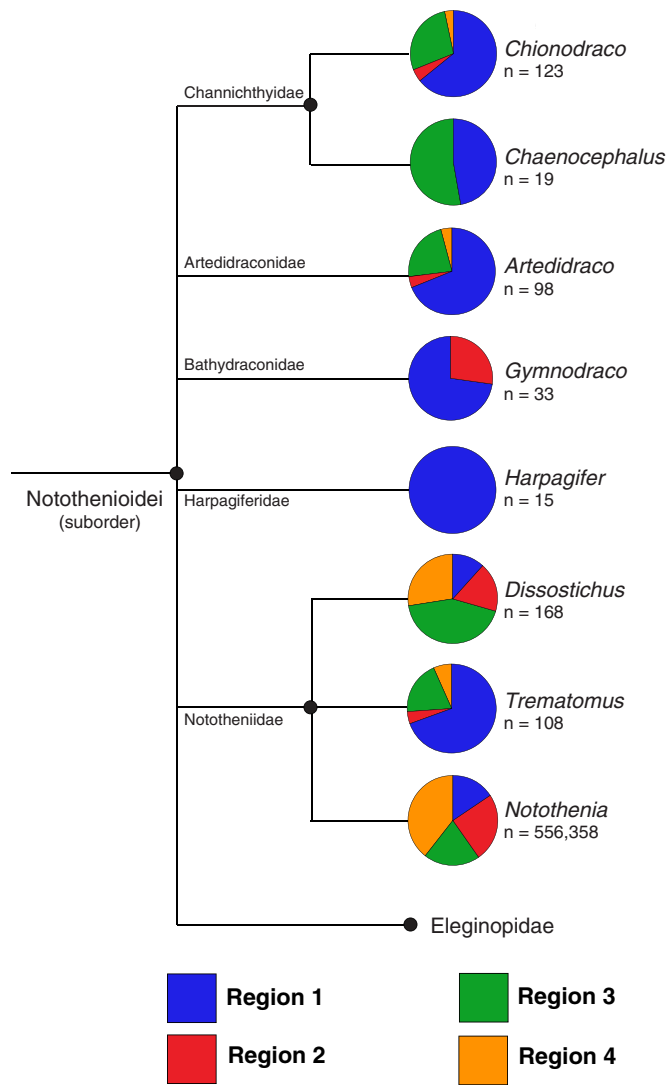 Chionodraco
n = 123
Channichthyidae
Chaenocephalus
n = 19
Artedidraconidae
Artedidraco
n = 98
Bathydraconidae
Gymnodraco
n = 33
Harpagifer
n = 15
Notothenioidei
(suborder)
Harpagiferidae
Dissostichus
n = 168
Trematomus
n = 108
Nototheniidae
Notothenia
n = 556,358
Eleginopidae
Region 1
Region 3
Region 2
Region 4